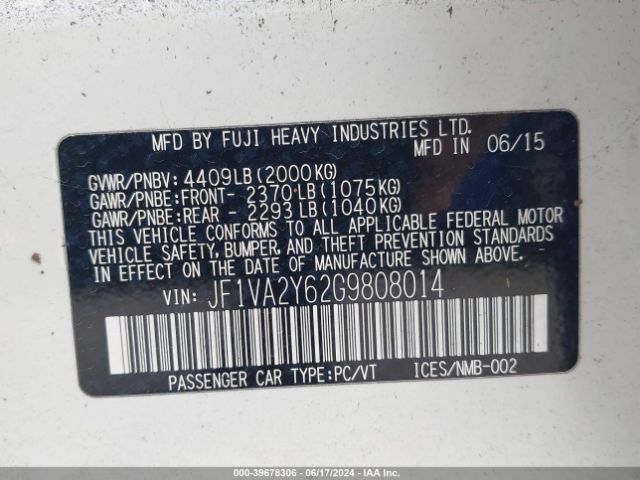 MFD BY FUJI HEAVY INDUSTRIES LTD.
MFD IN 06/15
GVWR/PNBV: 4409LB(2000KG)
GAWR/PNBE:FRONT- 2370LB(1075KG)
GAWR/PNBE:REAR - 2293LB(1040KG)
THIS VEHICLE CONFORMS TO ALL APPLICABLE FEDERAL MOTOR
VEHICLE SAFETY, BUMPER, AND THEFT PREVENTION STANDARDS
IN EFFECT ON THE DATE OF MANUFACTURE SHOWN ABOVE.
VIN: JF1VA2Y62G9808014
PASSENGER CAR TYPE:PC/VT ICES/NMB-002
000-39678306 - 06/17/2024 - IAA Holdings, LLC.